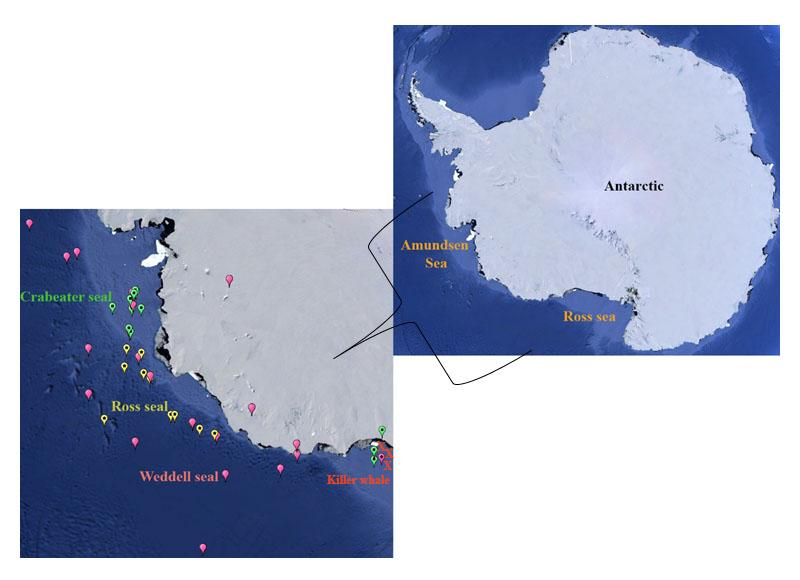 Antarctic
Amundsen
Sea
Ross sea
Crabeater seal
Ross seal
Weddell seal
Killer whale
X
X
X